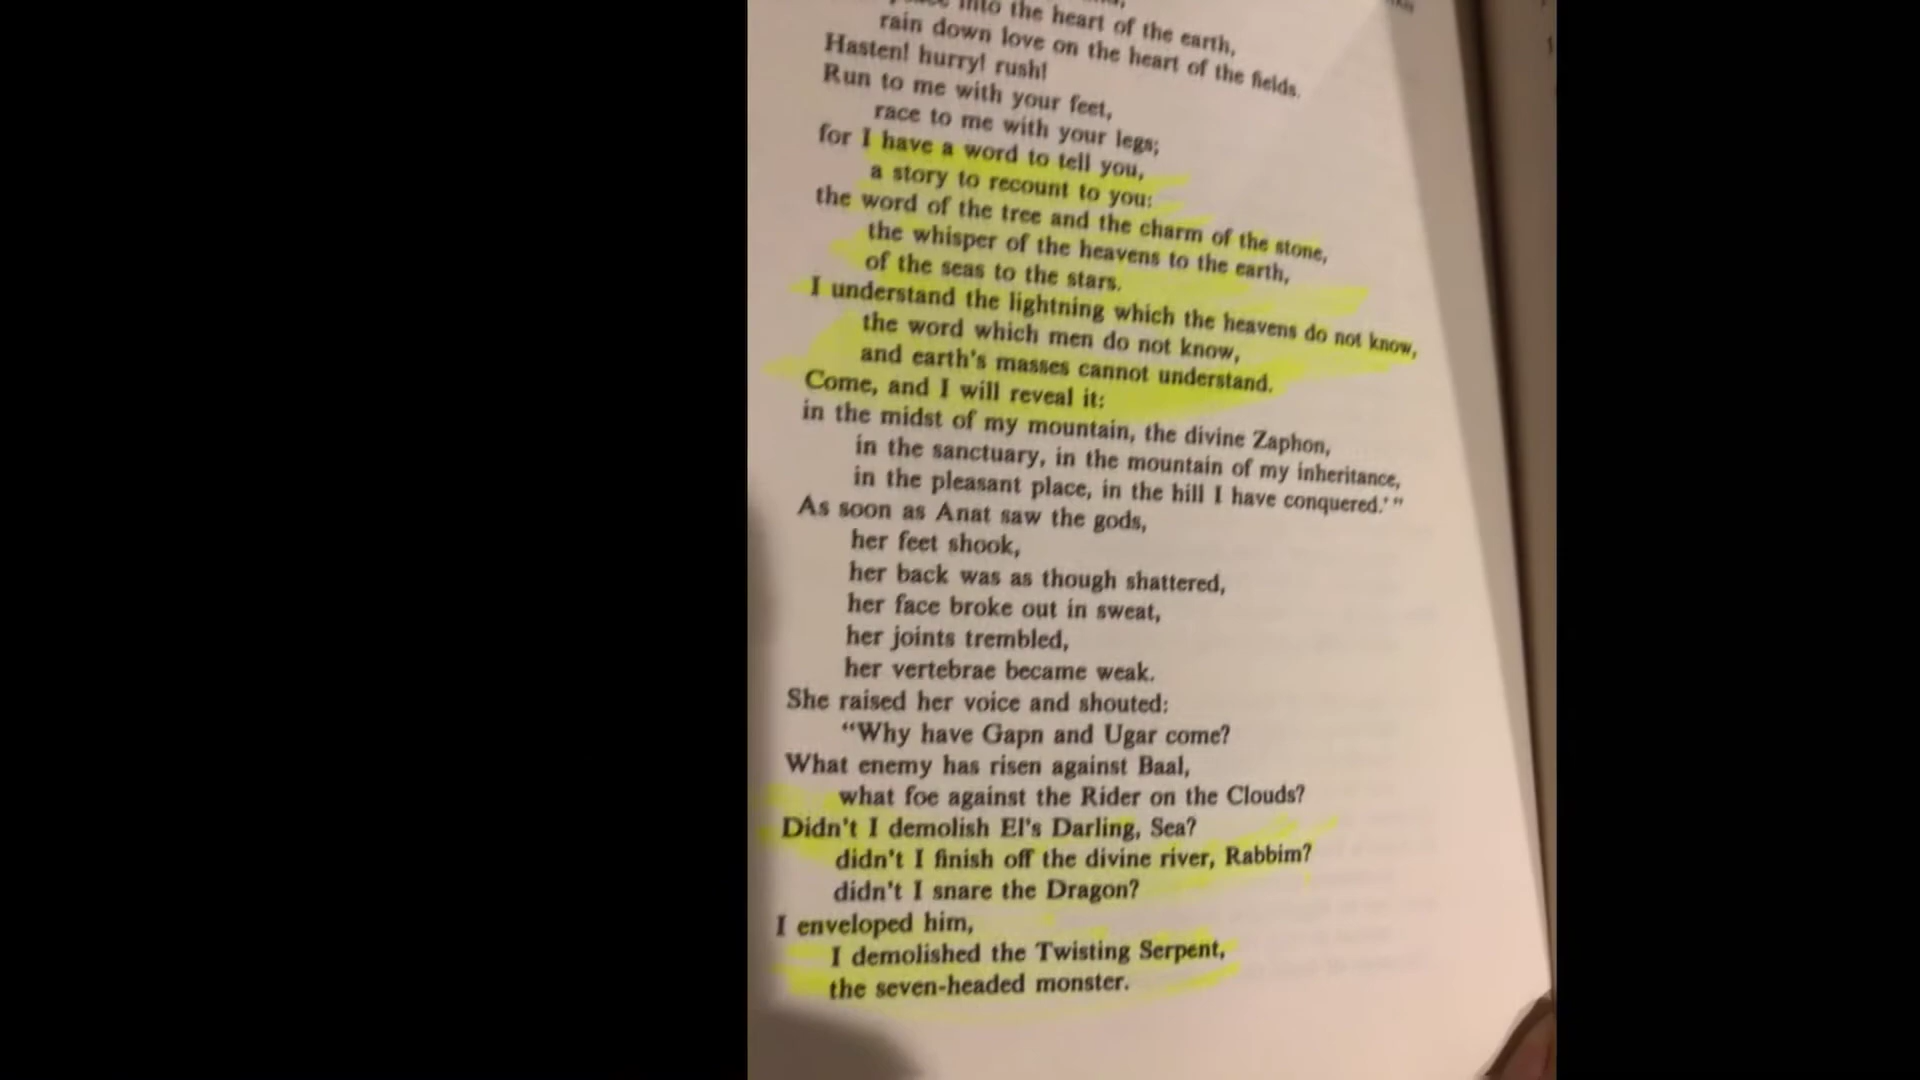 into the heart of the earth,
rain down love on the heart of the fields.
Hasten! hurry! rush!
Run to me with your feet,
race to me with your legs;
for I have a word to tell you,
a story to recount to you:
the word of the tree and the charm of the stone,
the whisper of the heavens to the earth,
of the seas to the stars.
I understand the lightning which the heavens do not know,
the word which men do not know,
and earth's masses cannot understand.
Come, and I will reveal it:
in the midst of my mountain, the divine Zaphon,
in the sanctuary, in the mountain of my inheritance,
in the pleasant place, in the hill I have conquered.' "
As soon as Anat saw the gods,
her feet shook,
her back was as though shattered,
her face broke out in sweat,
her joints trembled,
her vertebrae became weak.
She raised her voice and shouted:
"Why have Gapn and Ugar come?
What enemy has risen against Baal,
what foe against the Rider on the Clouds?
Didn't I demolish El's Darling, Sea?
didn't I finish off the divine river, Rabbim?
didn't I snare the Dragon?
I enveloped him,
I demolished the Twisting Serpent,
the seven-headed monster.